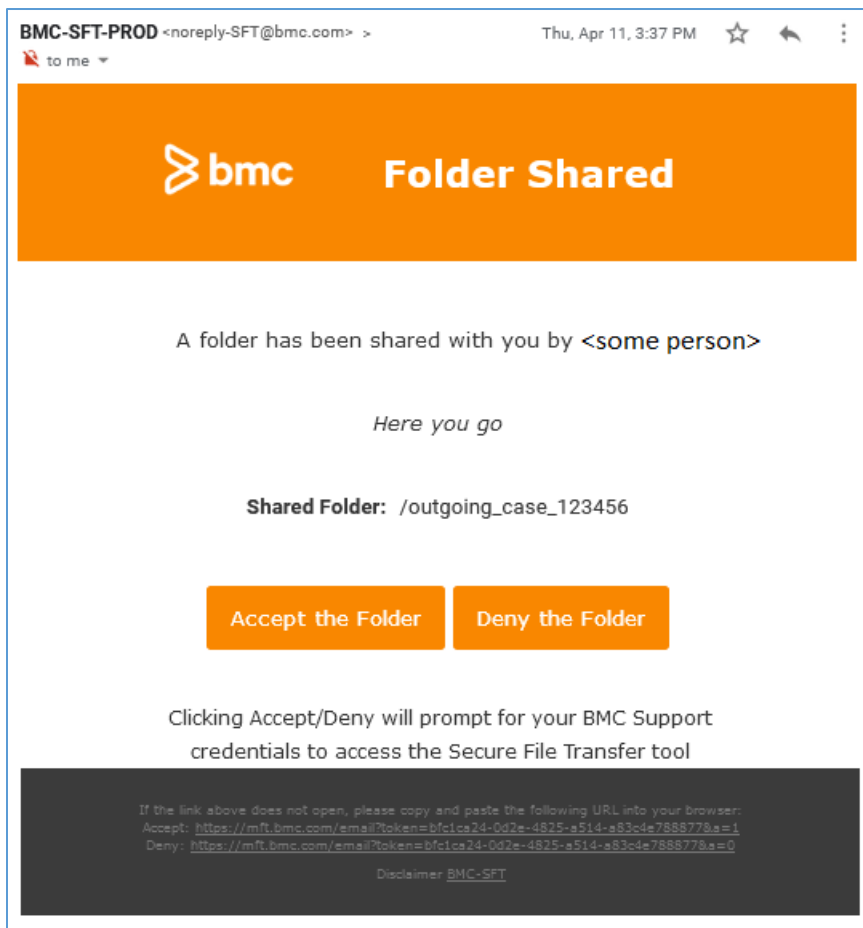 BMC-SFT-PROD <noreply-SFT@bmc.com> >
Thu, Apr 11, 3:37 PM
to me
bmc
Folder Shared
A folder has been shared with you by <some person>
Here you go
Shared Folder: /outgoing_case_123456
Accept the Folder
Deny the Folder
Clicking Accept/Deny will prompt for your BMC Support
credentials to access the Secure File Transfer tool
If the link above does not open, please copy and paste the following URL into your browser:
Accept: https://mft.bmc.com/email?token=bfc1ca24-0d2e-4825-a514-a83c4e788877&a=1
Deny: https://mft.bmc.com/email?token=bfc1ca24-0d2e-4825-a514-a83c4e788877&a=0
Disclaimer BMC-SFT